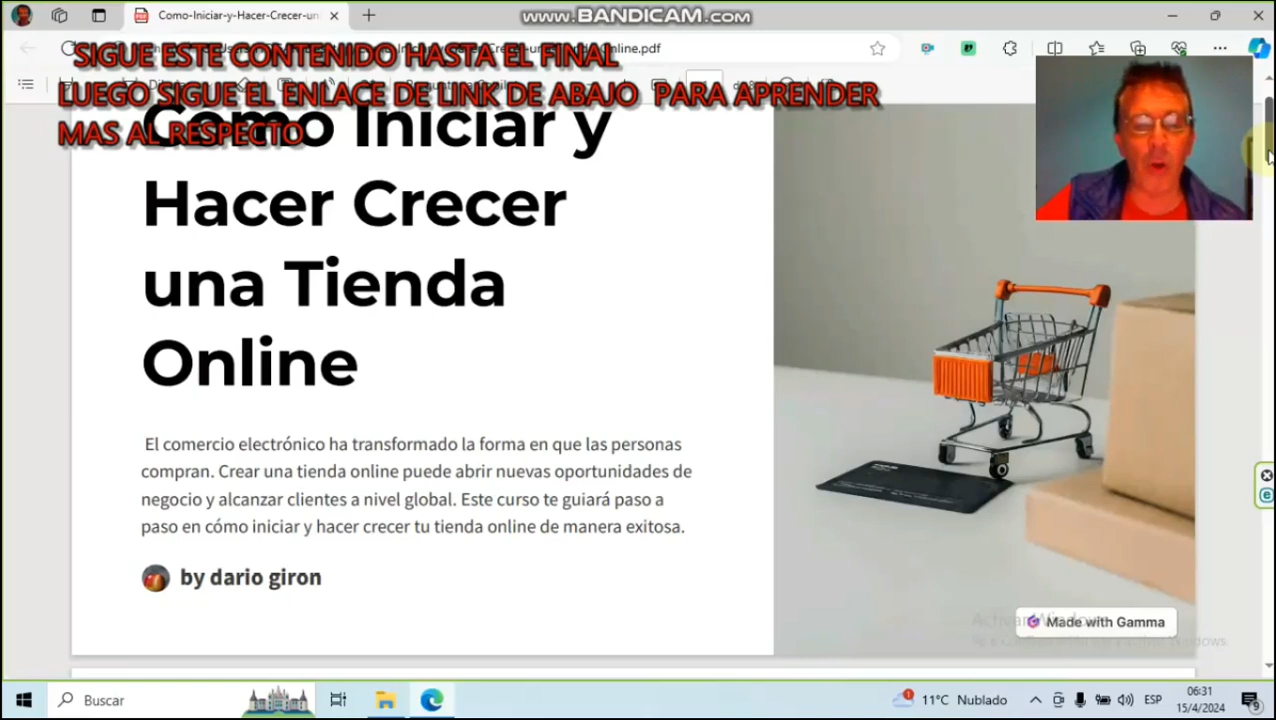 Como-Iniciar-y-Hacer-Crecer-un
www.BANDICAM.com
SIGUE ESTE CONTENIDO HASTA EL FINAL
LUEGO SIGUE EL ENLACE DE LINK DE ABAJO PARA APRENDER
MAS AL RESPECTO
Como Iniciar y
Hacer Crecer
una Tienda
Online
El comercio electrónico ha transformado la forma en que las personas
compran. Crear una tienda online puede abrir nuevas oportunidades de
negocio y alcanzar clientes a nivel global. Este curso te guiará paso a
paso en cómo iniciar y hacer crecer tu tienda online de manera exitosa.
by dario giron
Made with Gamma
Buscar
11°C Nublado
ESP
06:31
15/4/2024